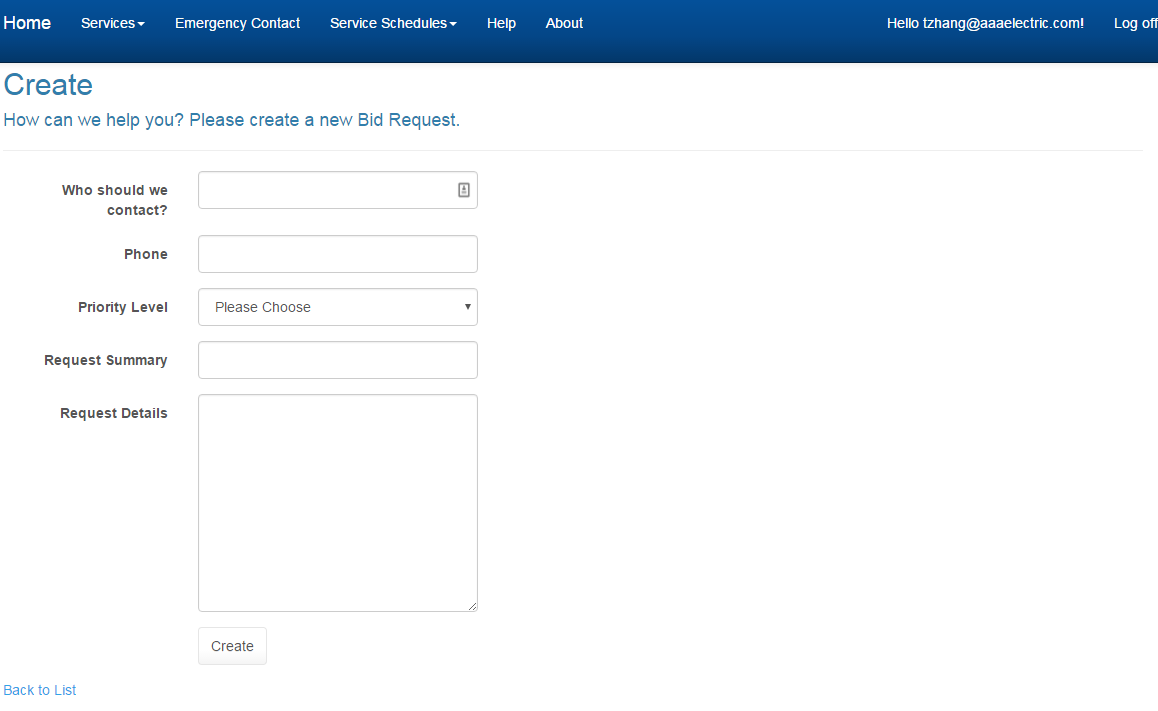 Home Services Emergency Contact Service Schedules Help About Hello tzhang@aaaelectric.com! Log off
Create
How can we help you? Please create a new Bid Request.
Who should we
contact?
Phone
Priority Level Please Choose
Request Summary
Request Details
Create
Back to List